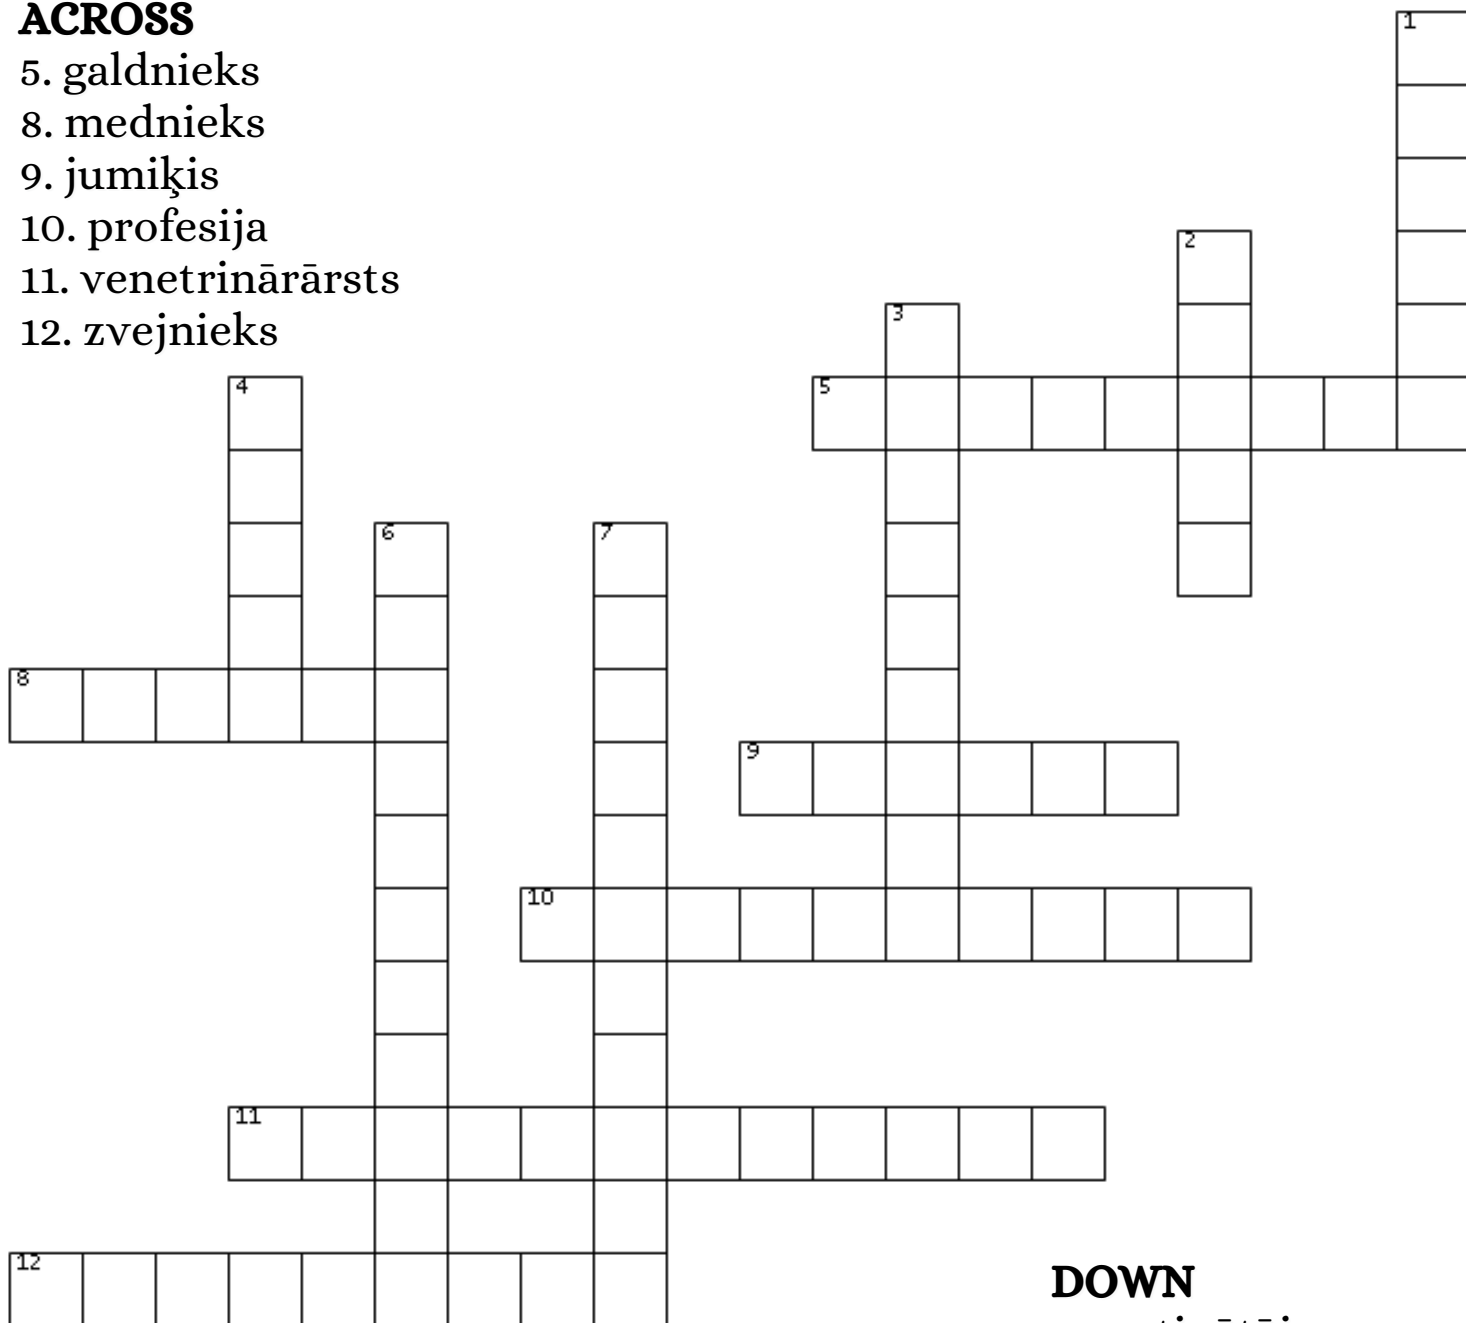 ACROSS
5. galdnieks
8. mednieks
9. jumiķis
10. profesija
11. venetrinārārsts
12. zvejnieks
1
2
3
4
5
6
7
8
9
10
11
12
DOWN